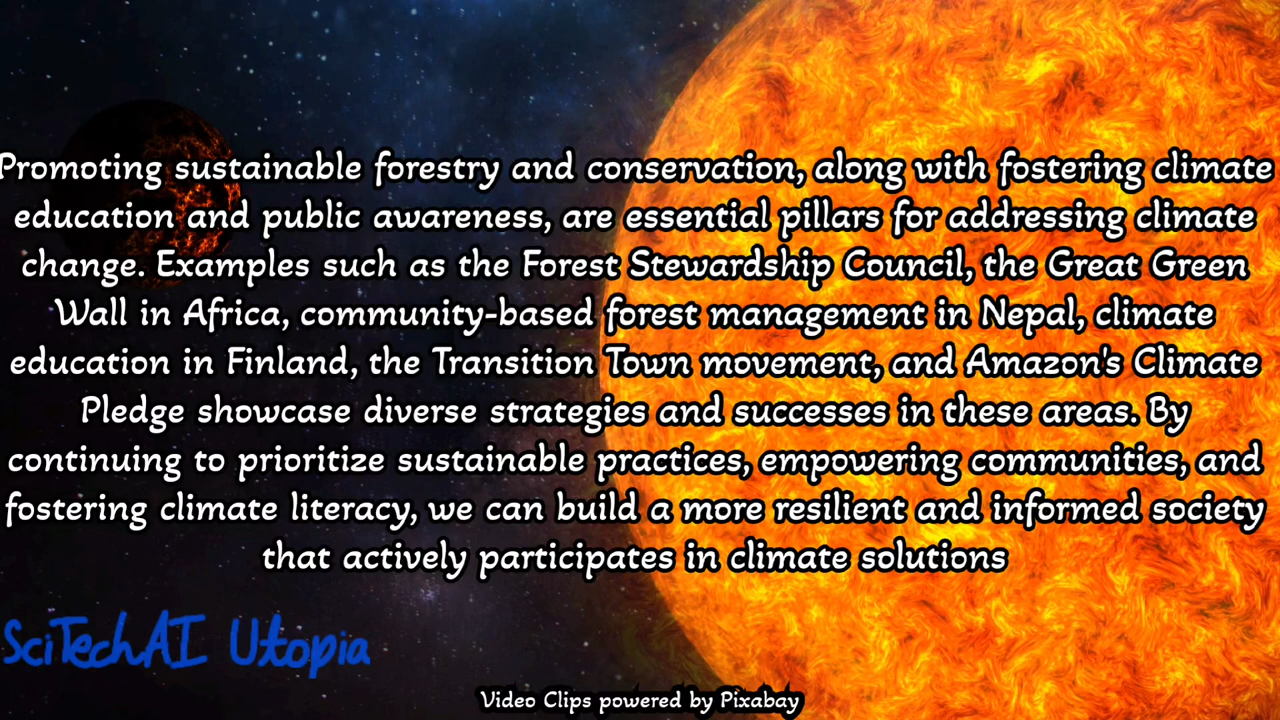 Promoting sustainable forestry and conservation, along with fostering climate
education and public awareness, are essential pillars for addressing climate
change. Examples such as the Forest Stewardship Council, the Great Green
Wall in Africa, community-based forest management in Nepal, climate
education in Finland, the Transition Town movement, and Amazon's Climate
Pledge showcase diverse strategies and successes in these areas. By
continuing to prioritize sustainable practices, empowering communities, and
fostering climate literacy, we can build a more resilient and informed society
that actively participates in climate solutions
SciTechAI Utopia
Video Clips powered by Pixabay